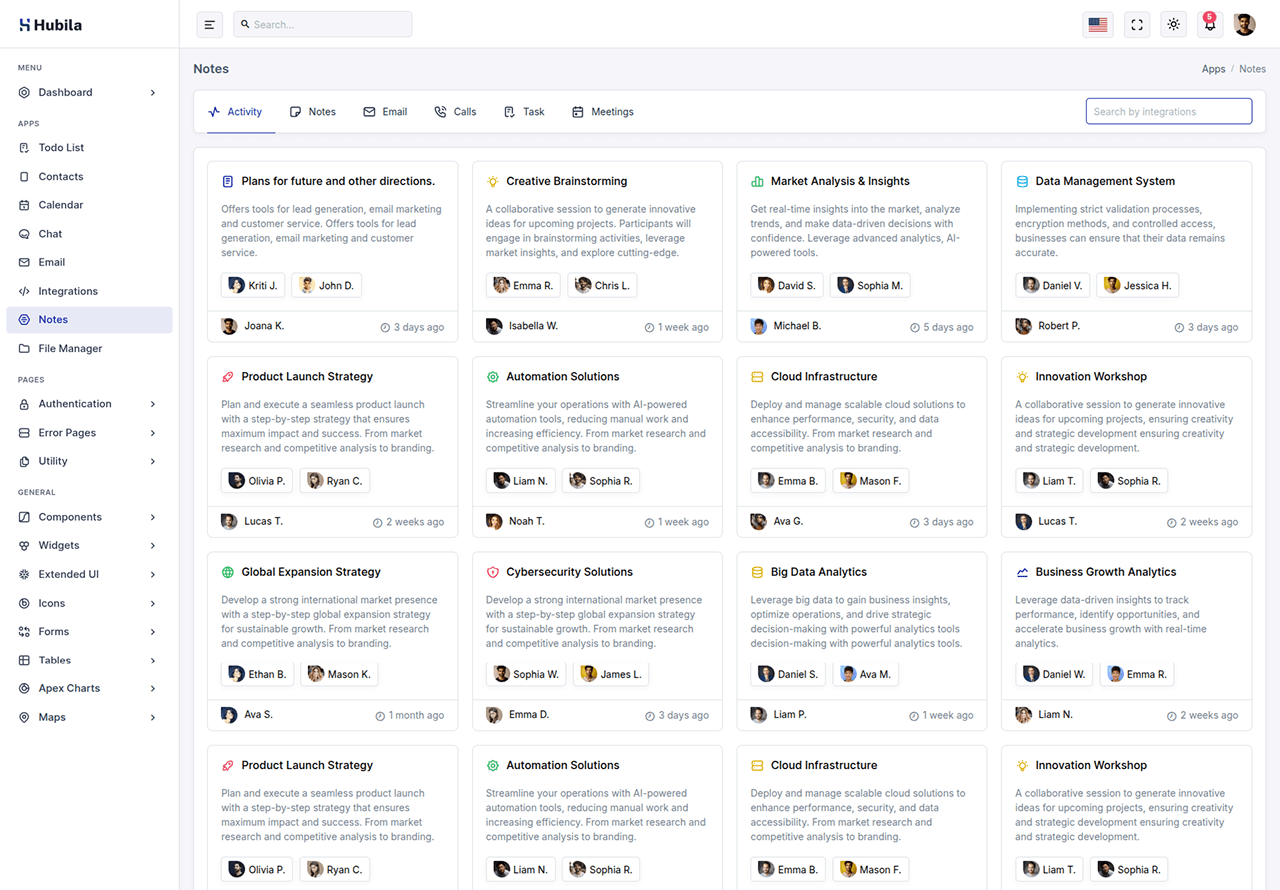 Hubila
Search...
5
MENU
Dashboard
APPS
Todo List
Contacts
Calendar
Chat
Email
Integrations
Notes
File Manager
PAGES
Authentication
Error Pages
Utility
GENERAL
Components
Widgets
Extended UI
Icons
Forms
Tables
Apex Charts
Maps
Notes
Apps / Notes
Activity
Notes
Email
Calls
Task
Meetings
Search by integrations
Plans for future and other directions.
Offers tools for lead generation, email marketing
and customer service. Offers tools for lead
generation, email marketing and customer
service.
Kriti J.
John D.
Joana K.
3 days ago
Creative Brainstorming
A collaborative session to generate innovative
ideas for upcoming projects. Participants will
engage in brainstorming activities, leverage
market insights, and explore cutting-edge.
Emma R.
Chris L.
Isabella W.
1 week ago
Market Analysis & Insights
Get real-time insights into the market, analyze
trends, and make data-driven decisions with
confidence. Leverage advanced analytics, AI-
powered tools.
David S.
Sophia M.
Michael B.
5 days ago
Data Management System
Implementing strict validation processes,
encryption methods, and controlled access,
businesses can ensure that their data remains
accurate.
Daniel V.
Jessica H.
Robert P.
3 days ago
Product Launch Strategy
Plan and execute a seamless product launch
with a step-by-step strategy that ensures
maximum impact and success. From market
research and competitive analysis to branding.
Olivia P.
Ryan C.
Lucas T.
2 weeks ago
Automation Solutions
Streamline your operations with AI-powered
automation tools, reducing manual work and
increasing efficiency. From market research and
competitive analysis to branding.
Liam N.
Sophia R.
Noah T.
1 week ago
Cloud Infrastructure
Deploy and manage scalable cloud solutions to
enhance performance, security, and data
accessibility. From market research and
competitive analysis to branding.
Emma B.
Mason F.
Ava G.
3 days ago
Innovation Workshop
A collaborative session to generate innovative
ideas for upcoming projects, ensuring creativity
and strategic development ensuring creativity
and strategic development.
Liam T.
Sophia R.
Lucas T.
2 weeks ago
Global Expansion Strategy
Develop a strong international market presence
with a step-by-step global expansion strategy
for sustainable growth. From market research
and competitive analysis to branding.
Ethan B.
Mason K.
Ava S.
1 month ago
Cybersecurity Solutions
Develop a strong international market presence
with a step-by-step global expansion strategy
for sustainable growth. From market research
and competitive analysis to branding.
Sophia W.
James L.
Emma D.
3 days ago
Big Data Analytics
Leverage big data to gain business insights,
optimize operations, and drive strategic
decision-making with powerful analytics tools
decision-making with powerful analytics tools.
Daniel S.
Ava M.
Liam P.
1 week ago
Business Growth Analytics
Leverage data-driven insights to track
performance, identify opportunities, and
accelerate business growth with real-time
analytics.
Daniel W.
Emma R.
Liam N.
2 weeks ago
Product Launch Strategy
Plan and execute a seamless product launch
with a step-by-step strategy that ensures
maximum impact and success. From market
research and competitive analysis to branding.
Olivia P.
Ryan C.
Automation Solutions
Streamline your operations with AI-powered
automation tools, reducing manual work and
increasing efficiency. From market research and
competitive analysis to branding.
Liam N.
Sophia R.
Cloud Infrastructure
Deploy and manage scalable cloud solutions to
enhance performance, security, and data
accessibility. From market research and
competitive analysis to branding.
Emma B.
Mason F.
Innovation Workshop
A collaborative session to generate innovative
ideas for upcoming projects, ensuring creativity
and strategic development ensuring creativity
and strategic development.
Liam T.
Sophia R.